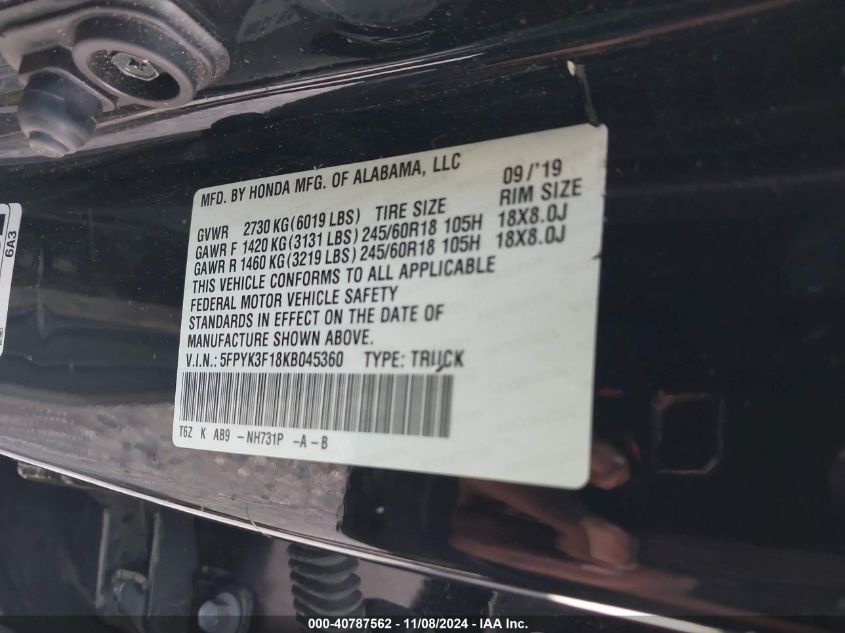 MFD. BY HONDA MFG. OF ALABAMA, LLC 09/'19
GVWR 2730 KG(6019 LBS) TIRE SIZE RIM SIZE
GAWR F 1420 KG(3131 LBS) 245/60R18 105H 18X8.0J
GAWR R 1460 KG(3219 LBS) 245/60R18 105H 18X8.0J
THIS VEHICLE CONFORMS TO ALL APPLICABLE
FEDERAL MOTOR VEHICLE SAFETY
STANDARDS IN EFFECT ON THE DATE OF
MANUFACTURE SHOWN ABOVE.
V.I.N.: 5FPYK3F18KB045360 TYPE: TRUCK
T6Z K AB9 -NH731P -A-B
6A3
000-40787562 — 11/08/2024 — IAA Inc.